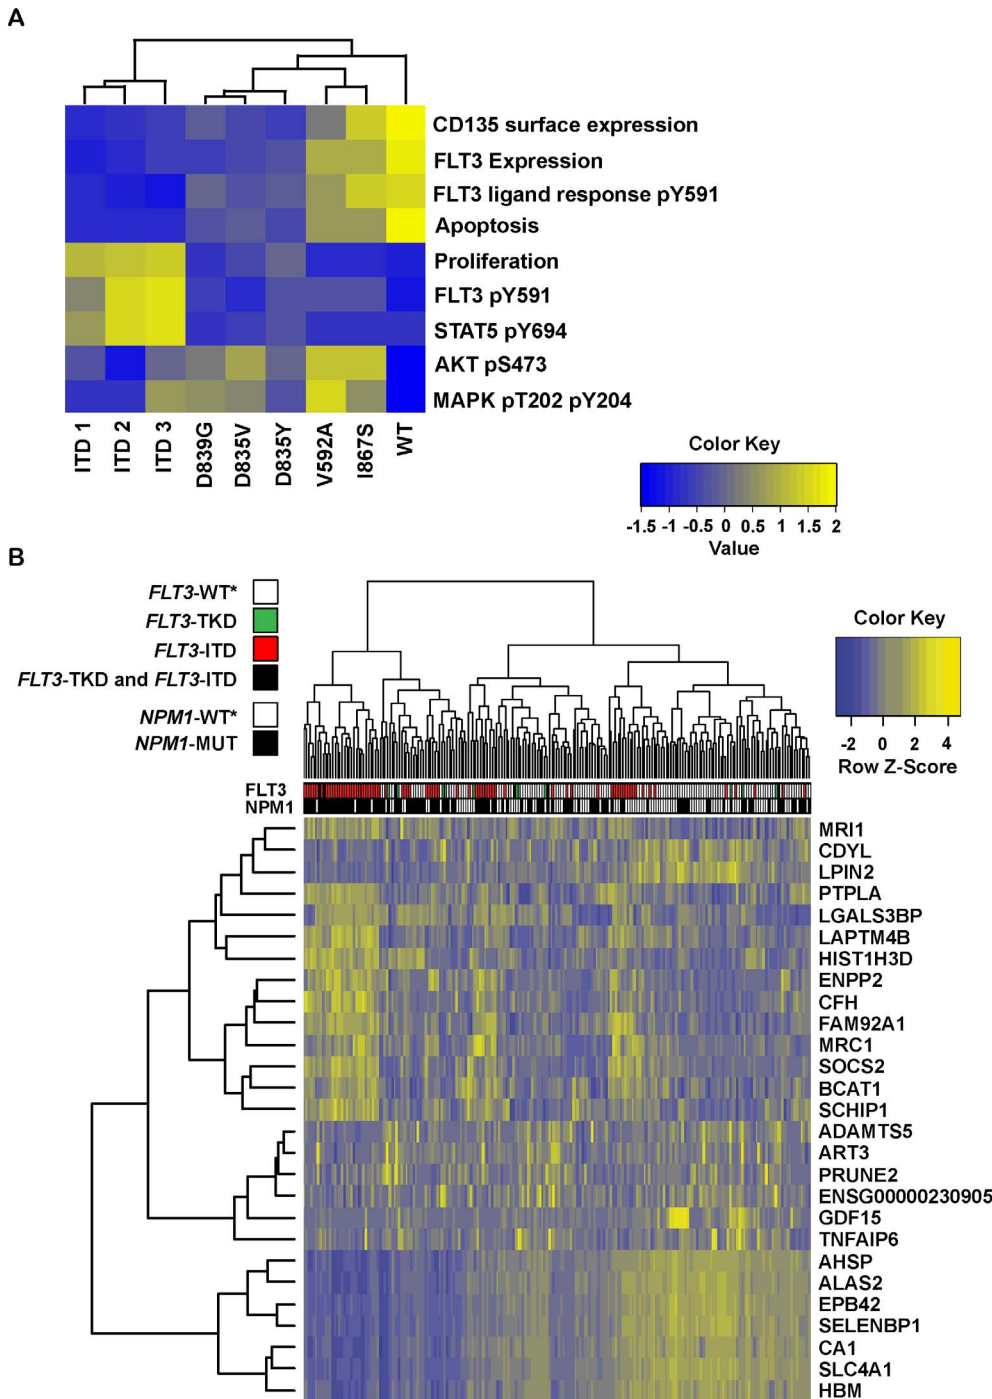 A
CD135 surface expression
FLT3 Expression
FLT3 ligand response pY591
Apoptosis
Proliferation
FLT3 pY591
STAT5 pY694
AKT pS473
MAPK pT202 pY204
ITD 1
ITD 2
ITD 3
D839G
D835V
D835Y
V592A
I867S
WT
Color Key
-1.5 -1 -0.5 0 0.5 1 1.5 2
Value
B
FLT3-WT*
FLT3-TKD
FLT3-ITD
FLT3-TKD and FLT3-ITD
NPM1-WT*
NPM1-MUT
Color Key
-2 0 2 4
Row Z-Score
FLT3
NPM1
MRI1
CDYL
LPIN2
PTPLA
LGALS3BP
LAPTM4B
HIST1H3D
ENPP2
CFH
FAM92A1
MRC1
SOCS2
BCAT1
SCHIP1
ADAMTS5
ART3
PRUNE2
ENSG00000230905
GDF15
TNFAIP6
AHSP
ALAS2
EPB42
SELENBP1
CA1
SLC4A1
HBM